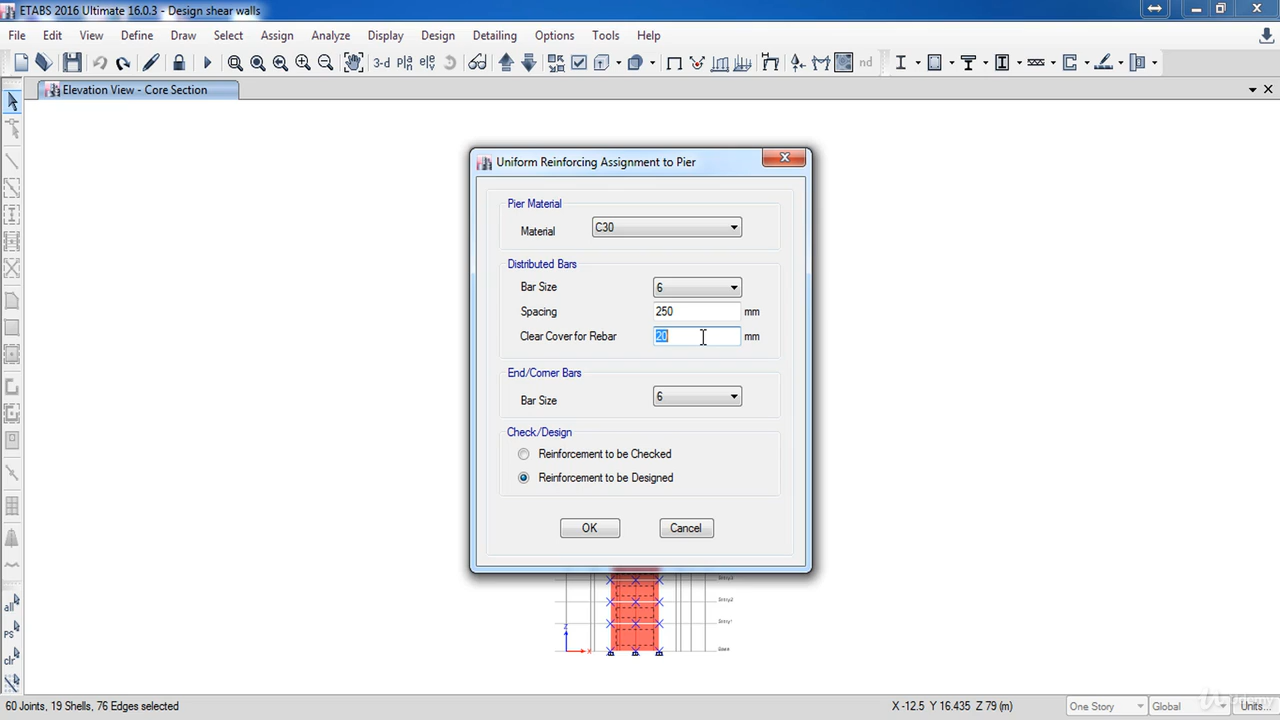 ETABS 2016 Ultimate 16.0.3 - Design shear walls
File Edit View Define Draw Select Assign Analyze Display Design Detailing Options Tools Help
3-d nd
Elevation View - Core Section
Uniform Reinforcing Assignment to Pier
Pier Material
Material C30
Distributed Bars
Bar Size 6
Spacing 250 mm
Clear Cover for Rebar 20 mm
End/Corner Bars
Bar Size 6
Check/Design
Reinforcement to be Checked
Reinforcement to be Designed
OK Cancel
all
PS
clr
Z
X
Base
60 Joints, 19 Shells, 76 Edges selected
X -12.5 Y 16.435 Z 79 (m)
One Story Global Units...